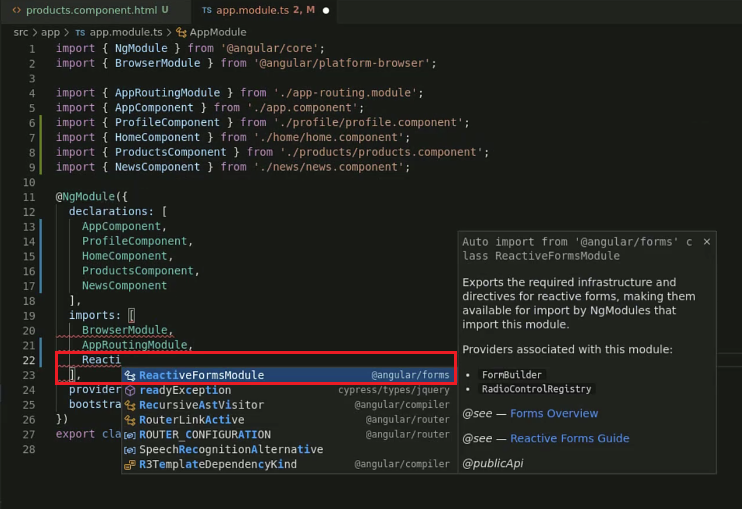 products.component.html U
TS app.module.ts 2, M
src > app > TS app.module.ts > AppModule
1 import { NgModule } from '@angular/core';
2 import { BrowserModule } from '@angular/platform-browser';
3
4 import { AppRoutingModule } from './app-routing.module';
5 import { AppComponent } from './app.component';
6 import { ProfileComponent } from './profile/profile.component';
7 import { HomeComponent } from './home/home.component';
8 import { ProductsComponent } from './products/products.component';
9 import { NewsComponent } from './news/news.component';
10
11 @NgModule({
12 declarations: [
13 AppComponent,
14 ProfileComponent,
15 HomeComponent,
16 ProductsComponent,
17 NewsComponent
18 ],
19 imports: [
20 BrowserModule,
21 AppRoutingModule,
22 Reacti
23 ],
24 provider
25 bootstra
26 })
27 export cla
28
ReactiveFormsModule @angular/forms
readyException cypress/types/jquery
RecursiveAstVisitor @angular/compiler
RouterLinkActive @angular/router
ROUTER_CONFIGURATION @angular/router
SpeechRecognitionAlternative
R3TemplateDependencyKind @angular/compiler
Auto import from '@angular/forms' c
lass ReactiveFormsModule
Exports the required infrastructure and
directives for reactive forms, making them
available for import by NgModules that
import this module.
Providers associated with this module:
• FormBuilder
• RadioControlRegistry
@see — Forms Overview
@see — Reactive Forms Guide
@publicApi